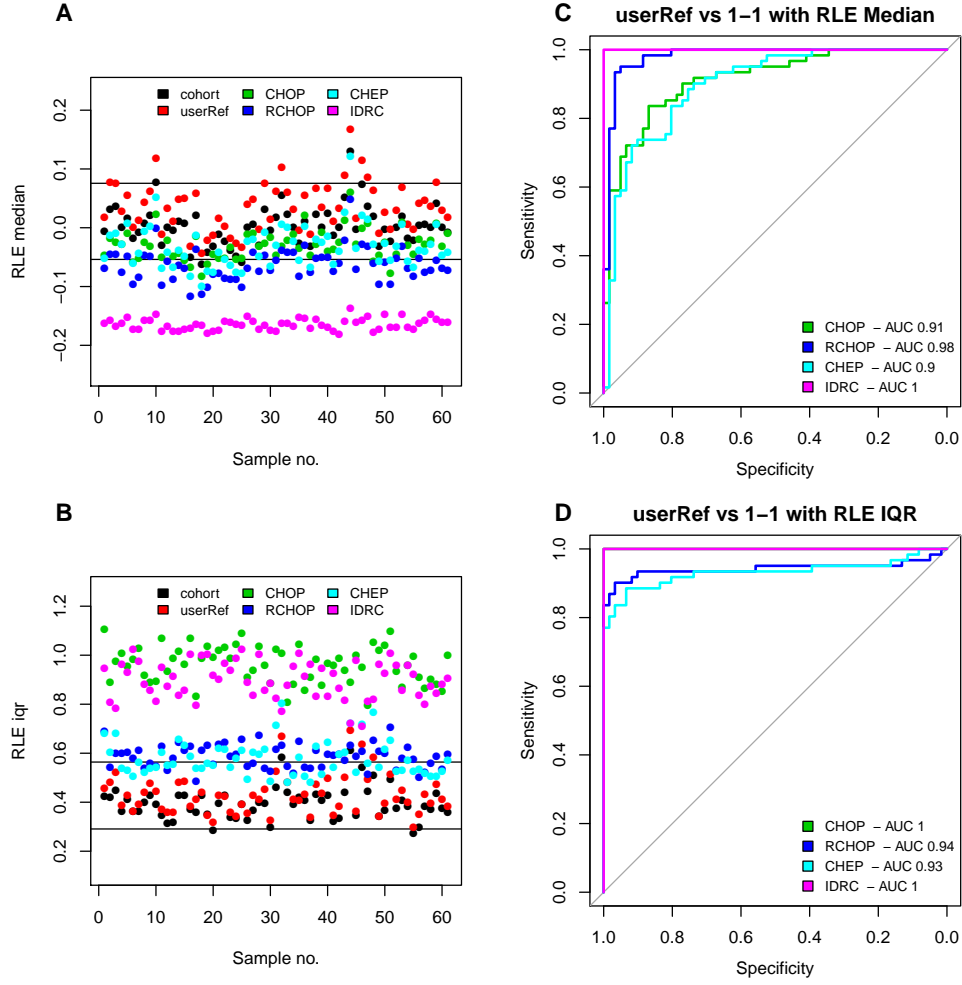 A
cohort CHOP CHEP
userRef RCHOP IDRC
RLE median
0.2
0.1
0.0
−0.1
−0.2
0 10 20 30 40 50 60
Sample no.
C userRef vs 1−1 with RLE Median
Sensitivity
1.0
0.8
0.6
0.4
0.2
0.0
CHOP − AUC 0.91
RCHOP − AUC 0.98
CHEP − AUC 0.9
IDRC − AUC 1
1.0 0.8 0.6 0.4 0.2 0.0
Specificity
B
cohort CHOP CHEP
userRef RCHOP IDRC
RLE iqr
1.2
1.0
0.8
0.6
0.4
0.2
0 10 20 30 40 50 60
Sample no.
D userRef vs 1−1 with RLE IQR
Sensitivity
1.0
0.8
0.6
0.4
0.2
0.0
CHOP − AUC 1
RCHOP − AUC 0.94
CHEP − AUC 0.93
IDRC − AUC 1
1.0 0.8 0.6 0.4 0.2 0.0
Specificity